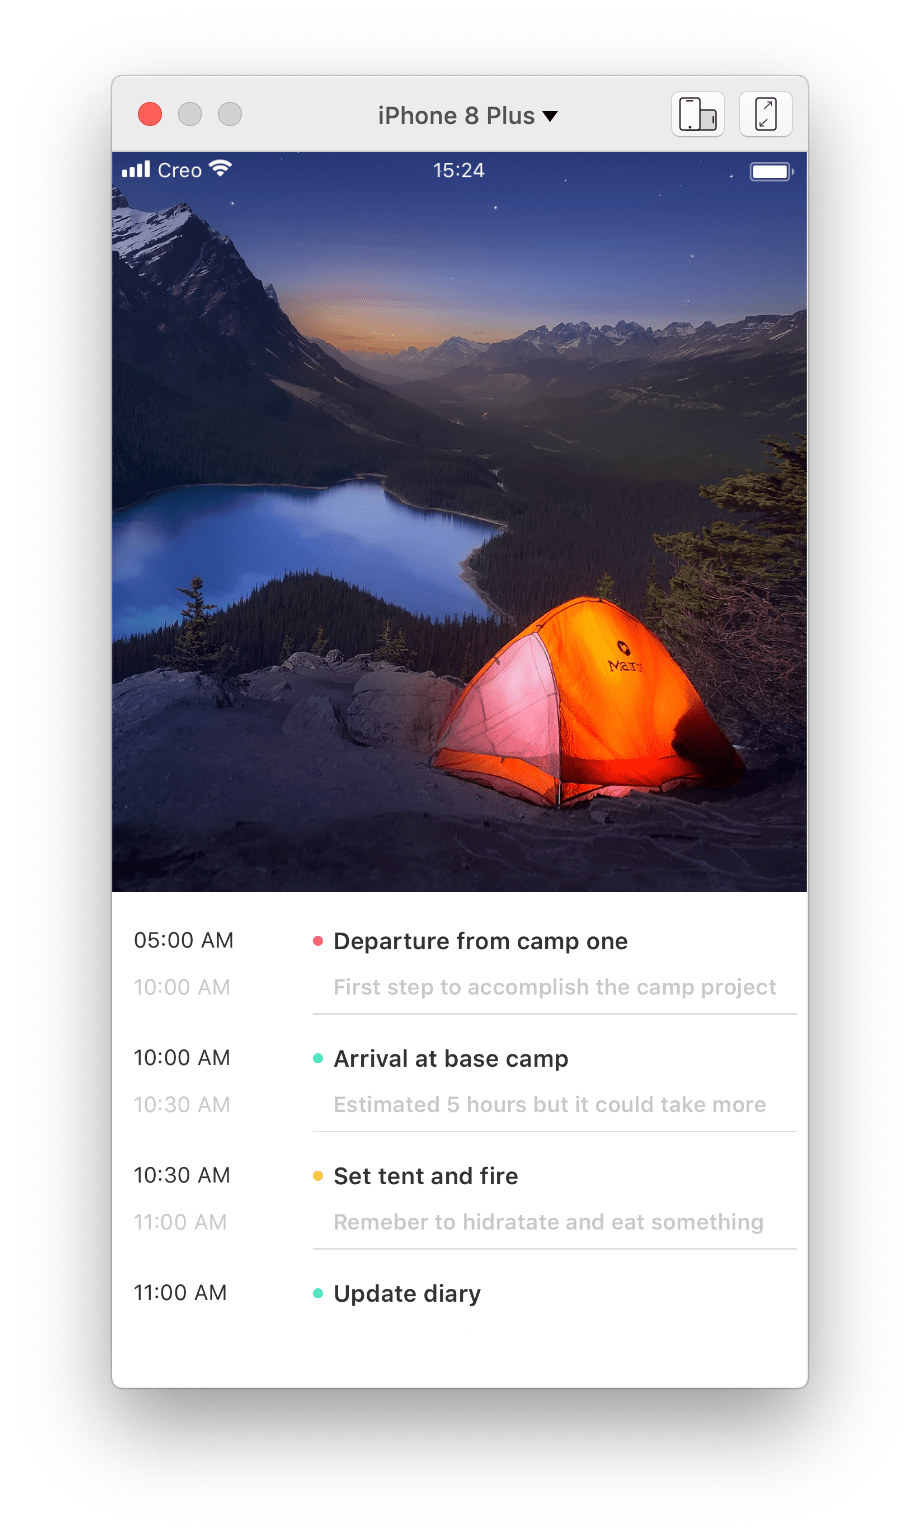 iPhone 8 Plus
Creo 15:24
05:00 AM Departure from camp one
10:00 AM First step to accomplish the camp project
10:00 AM Arrival at base camp
10:30 AM Estimated 5 hours but it could take more
10:30 AM Set tent and fire
11:00 AM Remeber to hidratate and eat something
11:00 AM Update diary